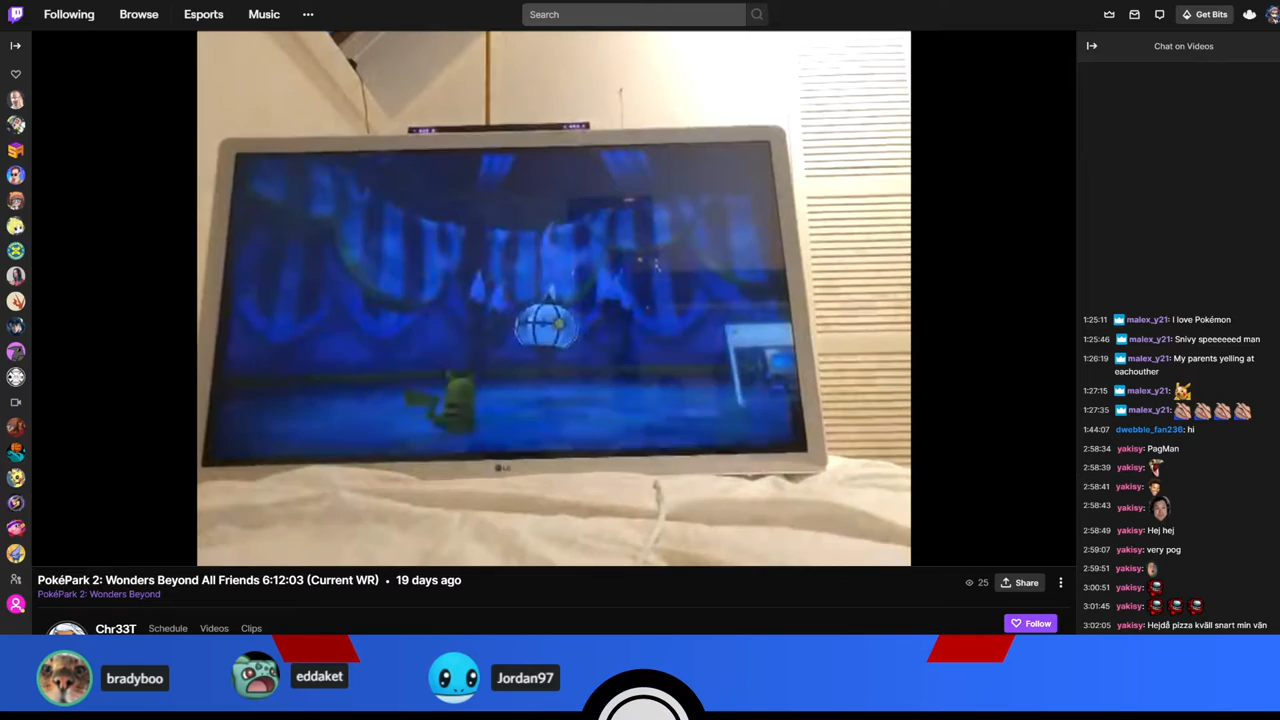 Following
Browse
Esports
Music
Search
Get Bits
Chat on Videos
LG
1:25:11 malex_y21: I love Pokémon
1:25:46 malex_y21: Snivy speeeeeed man
1:26:19 malex_y21: My parents yelling at
eachouther
1:27:15 malex_y21:
1:27:35 malex_y21:
1:44:07 dwebble_fan236: hi
2:58:34 yakisy: PagMan
2:58:39 yakisy:
2:58:41 yakisy:
2:58:43 yakisy:
2:58:49 yakisy: Hej hej
2:59:07 yakisy: very pog
2:59:51 yakisy:
3:00:51 yakisy:
3:01:45 yakisy:
3:02:05 yakisy: Hejdå pizza kväll snart min vän
PokéPark 2: Wonders Beyond All Friends 6:12:03 (Current WR) • 19 days ago
25
Share
PokéPark 2: Wonders Beyond
Chr33T
Schedule
Videos
Clips
Follow
bradyboo
eddaket
Jordan97